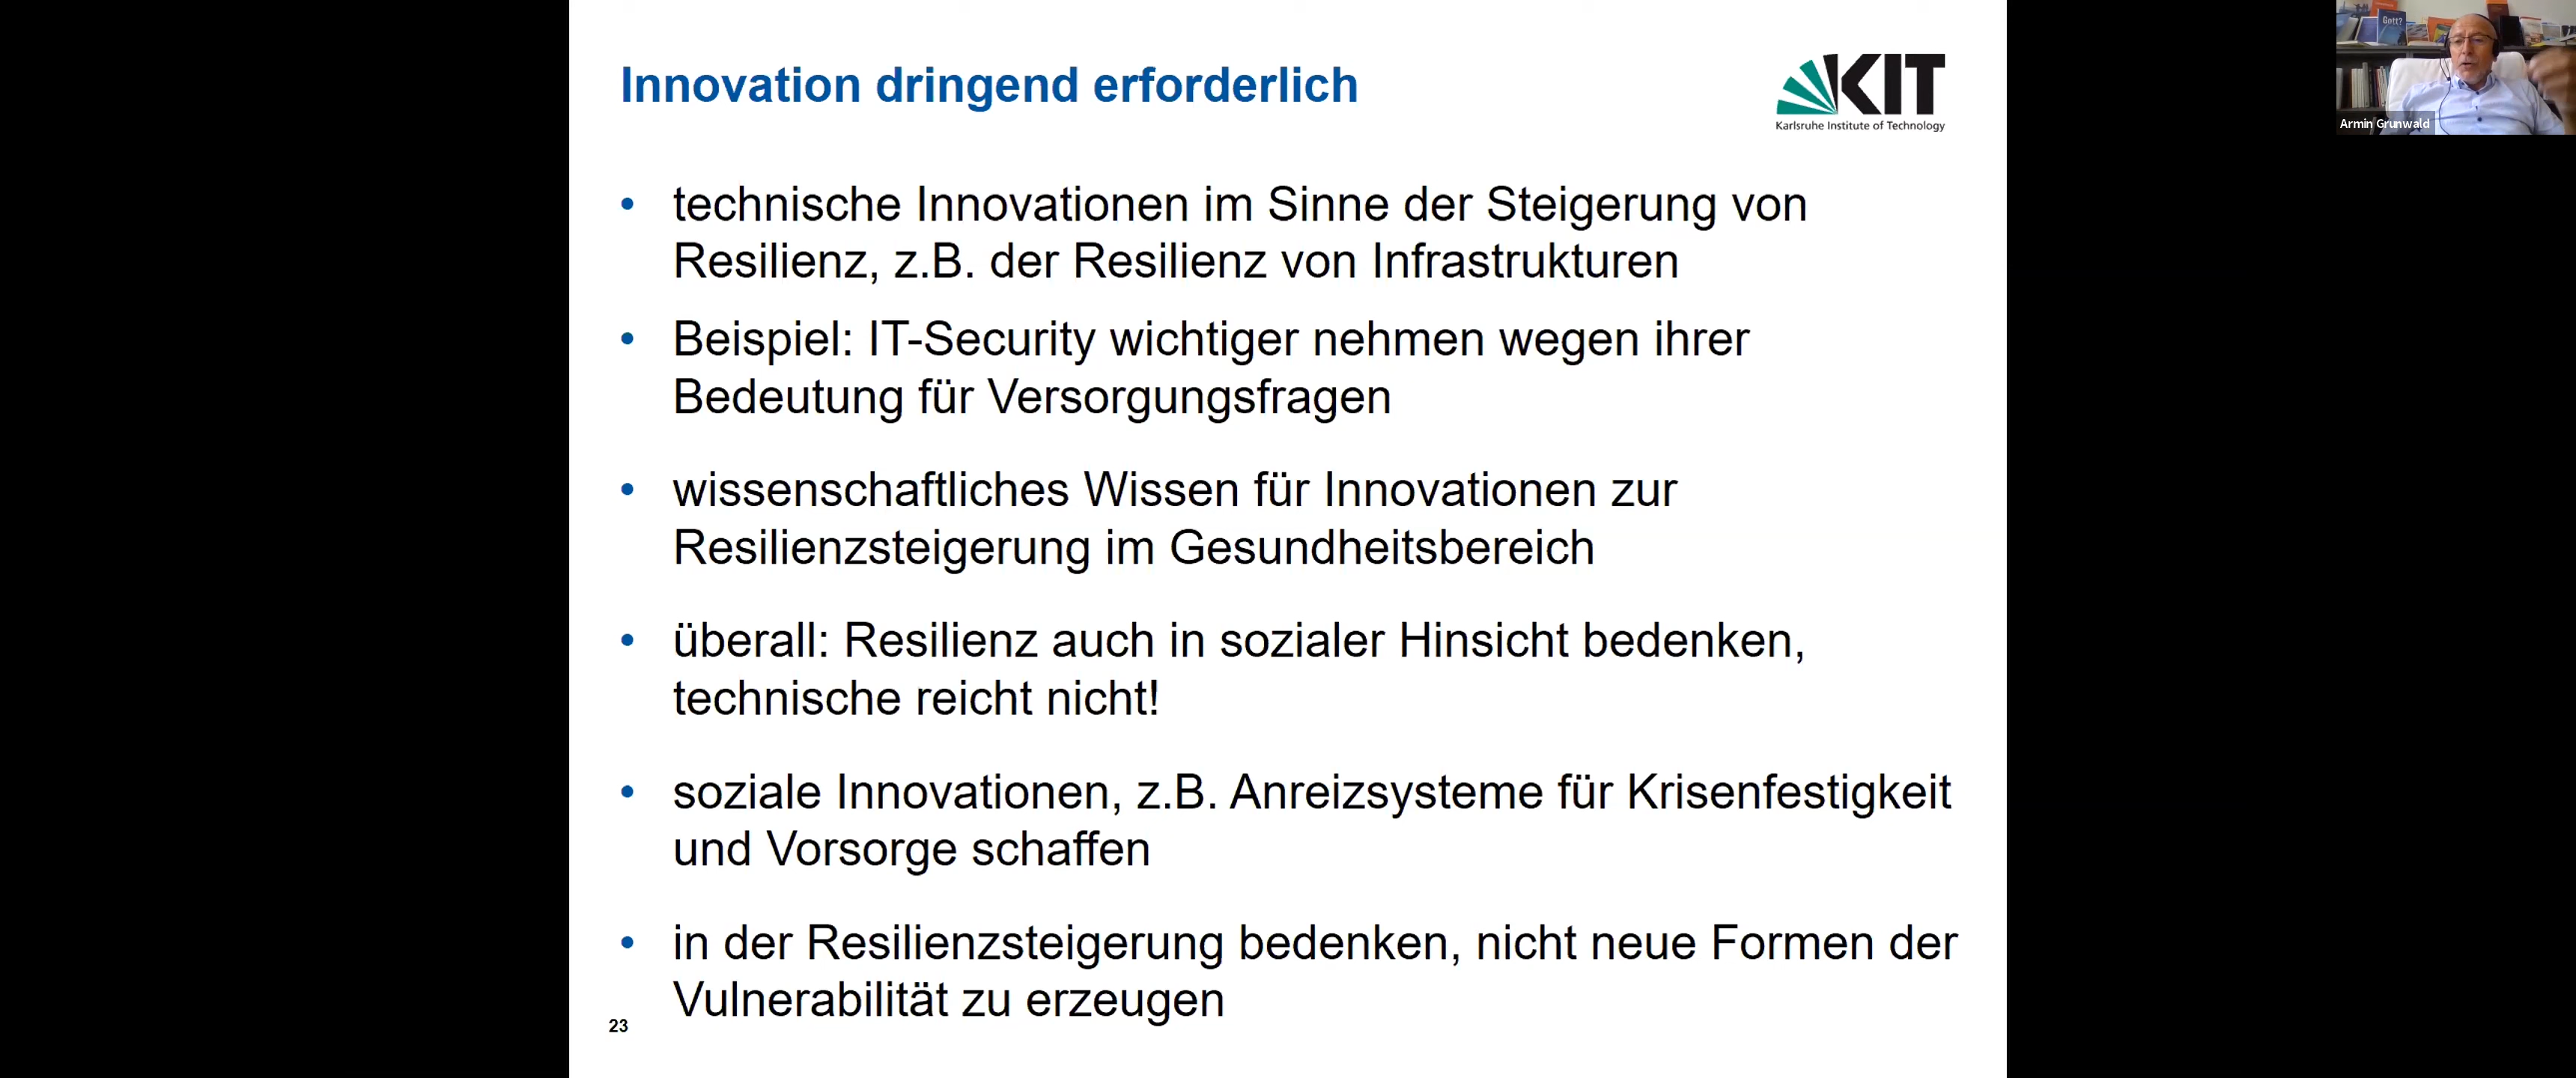 Innovation dringend erforderlich
KIT
Karlsruhe Institute of Technology
Gott?
Armin Grunwald
• technische Innovationen im Sinne der Steigerung von
Resilienz, z.B. der Resilienz von Infrastrukturen
• Beispiel: IT-Security wichtiger nehmen wegen ihrer
Bedeutung für Versorgungsfragen
• wissenschaftliches Wissen für Innovationen zur
Resilienzsteigerung im Gesundheitsbereich
• überall: Resilienz auch in sozialer Hinsicht bedenken,
technische reicht nicht!
• soziale Innovationen, z.B. Anreizsysteme für Krisenfestigkeit
und Vorsorge schaffen
• in der Resilienzsteigerung bedenken, nicht neue Formen der
Vulnerabilität zu erzeugen
23